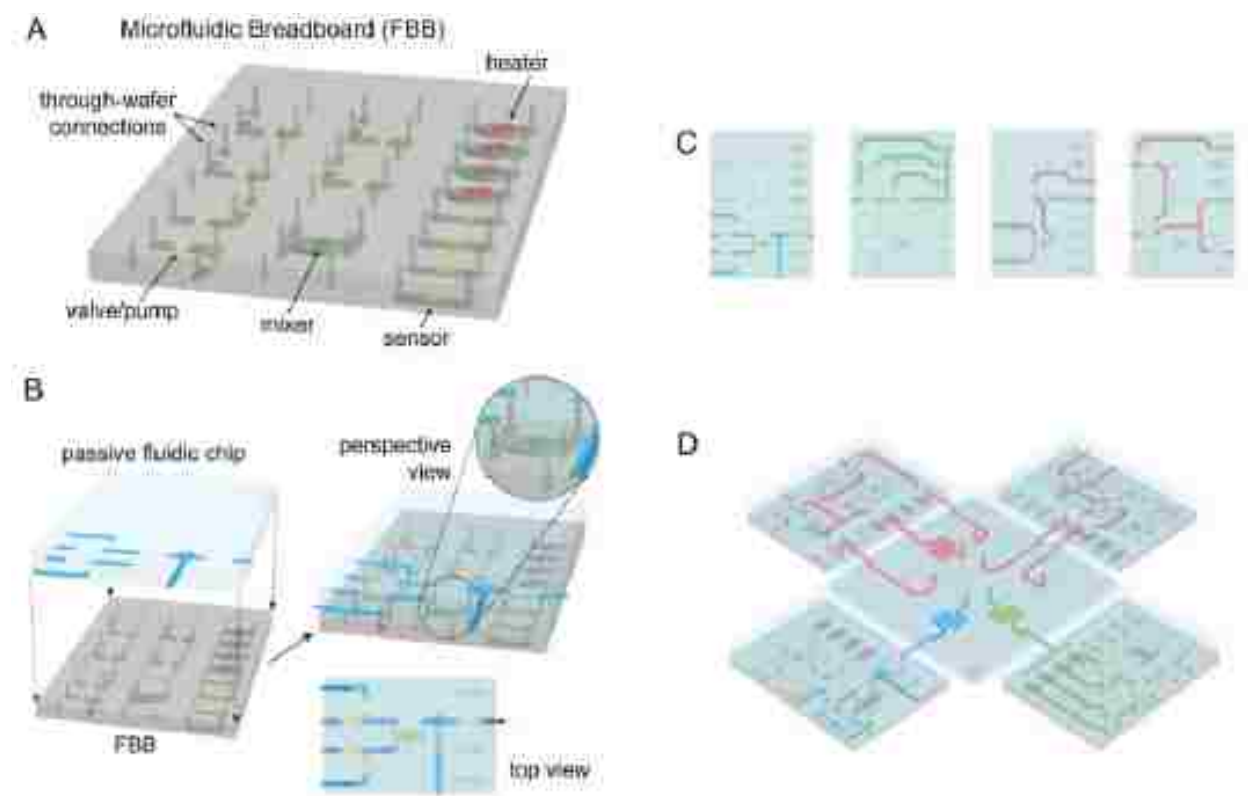 A
Microfluidic Breadboard (FBB)
heater
through-wafer
connections
valve/pump
mixer
sensor
B
passive fluidic chip
perspective
view
FBB
top view
C
D